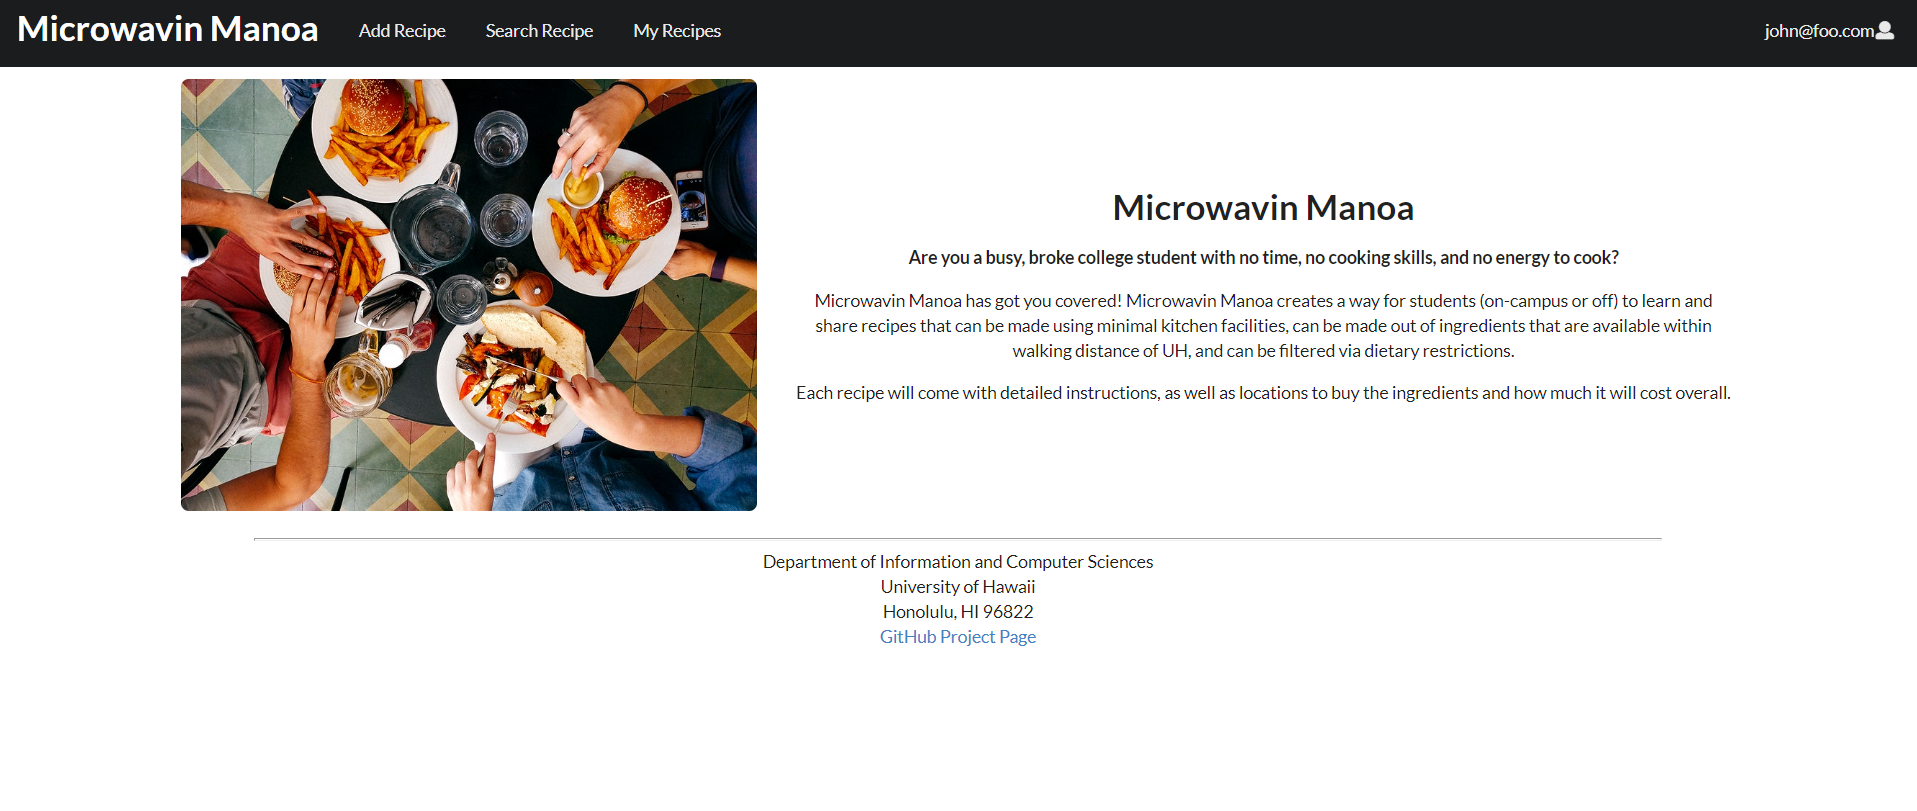 Microwavin Manoa Add Recipe Search Recipe My Recipes john@foo.com
Microwavin Manoa
Are you a busy, broke college student with no time, no cooking skills, and no energy to cook?
Microwavin Manoa has got you covered! Microwavin Manoa creates a way for students (on-campus or off) to learn and
share recipes that can be made using minimal kitchen facilities, can be made out of ingredients that are available within
walking distance of UH, and can be filtered via dietary restrictions.
Each recipe will come with detailed instructions, as well as locations to buy the ingredients and how much it will cost overall.
Department of Information and Computer Sciences
University of Hawaii
Honolulu, HI 96822
GitHub Project Page